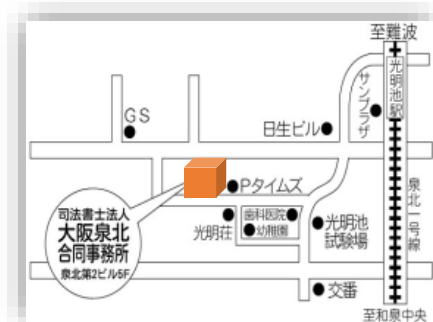 至難波
光明池駅
サンプラザ
GS
日生ビル
Pタイムズ
泉北一号線
司法書士法人
大阪泉北
合同事務所
泉北第2ビル5F
歯科医院
幼稚園
光明荘
光明池
試験場
交番
至和泉中央